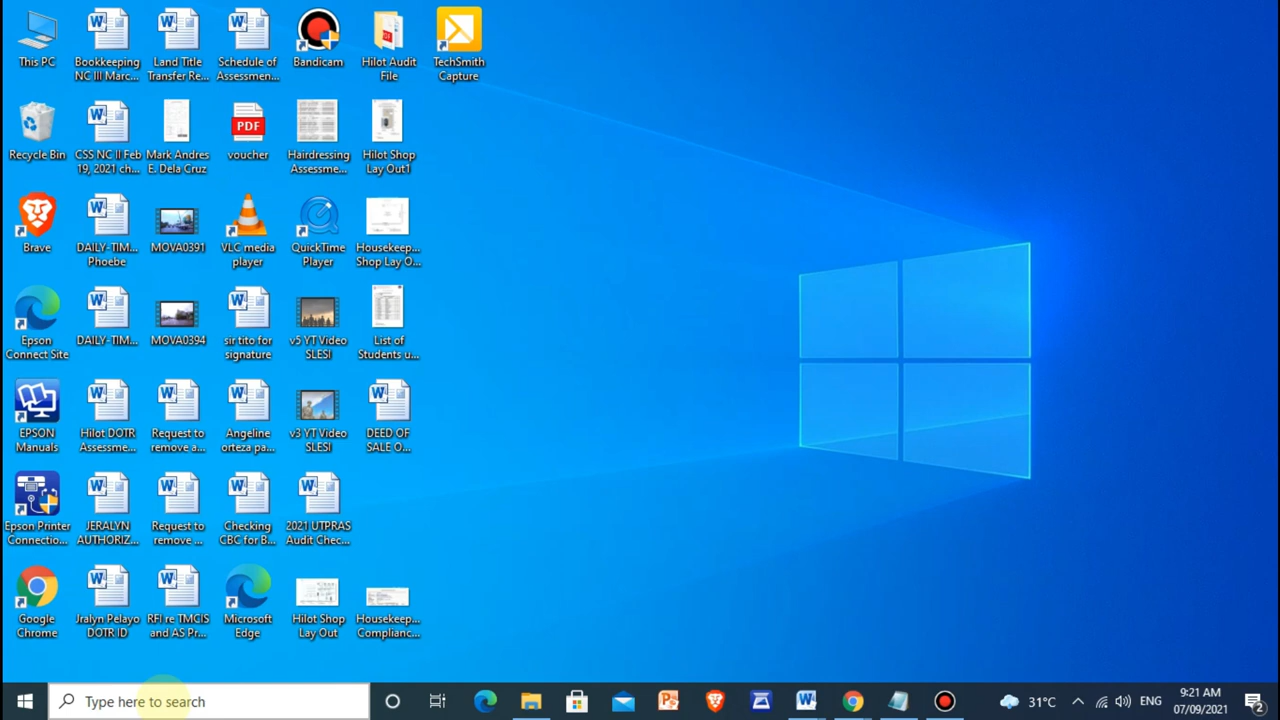 This PC
Bookkeeping
NC III Marc...
Land Title
Transfer Re...
Schedule of
Assessmen...
Bandicam
Hilot Audit
File
TechSmith
Capture
Recycle Bin
CSS NC II Feb
19, 2021 ch...
Mark Andres
E. Dela Cruz
PDF
voucher
Hairdressing
Assessme...
Hilot Shop
Lay Out1
Brave
DAILY-TIM...
Phoebe
MOVA0391
VLC media
player
QuickTime
Player
Housekeep...
Shop Lay O...
Epson
Connect Site
DAILY-TIM...
MOVA0394
sir tito for
signature
v5 YT Video
SLESI
List of
Students u...
EPSON
Manuals
Hilot DOTR
Assessme...
Request to
remove a...
Angeline
orteza pa...
v3 YT Video
SLESI
DEED OF
SALE O...
Epson Printer
Connectio...
JERALYN
AUTHORIZ...
Request to
remove ...
Checking
CBC for B...
2021 UTPRAS
Audit Chec...
Google
Chrome
Jralyn Pelayo
DOTR ID
RFI re TMCIS
and AS Pr...
Microsoft
Edge
Hilot Shop
Lay Out
Housekeep...
Complianc...
Type here to search
31°C
ENG
9:21 AM
07/09/2021
2